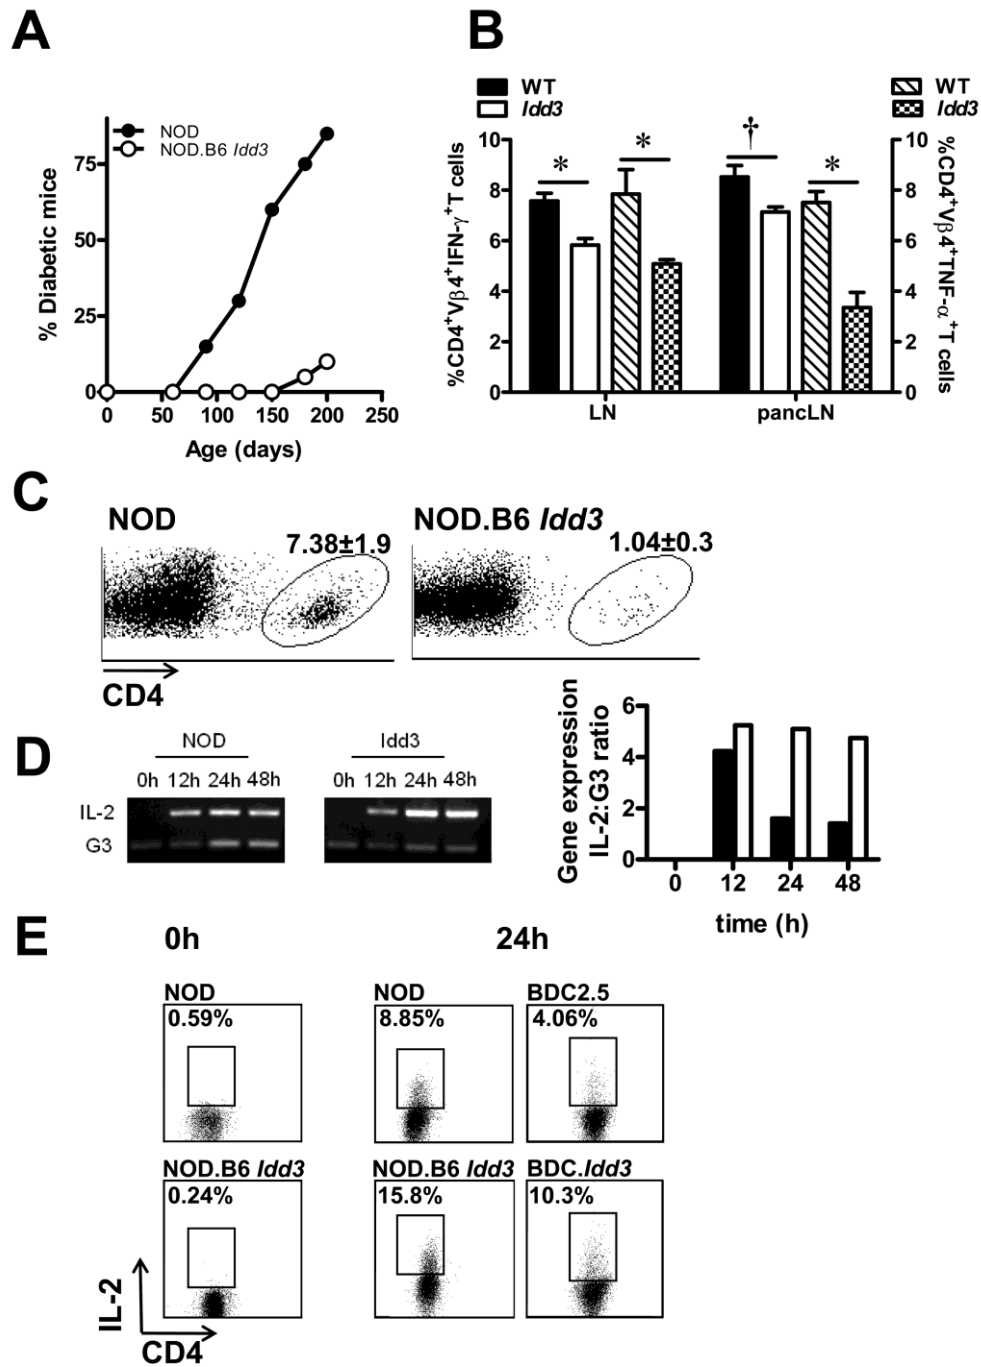 A
NOD
NOD.B6 Idd3
75
50
25
0
% Diabetic mice
0 50 100 150 200 250
Age (days)
B
WT
Idd3
WT
Idd3
10
8
6
4
2
0
%CD4+Vβ4+IFN-γ+T cells
* * † *
10
8
6
4
2
0
%CD4+Vβ4+TNF-α+T cells
LN pancLN
C
NOD
7.38±1.9
NOD.B6 Idd3
1.04±0.3
CD4
D
NOD
0h 12h 24h 48h
IL-2
G3
Idd3
0h 12h 24h 48h
Gene expression
IL-2:G3 ratio
6
4
2
0
0 12 24 48
time (h)
E
0h
24h
NOD
0.59%
NOD
8.85%
BDC2.5
4.06%
NOD.B6 Idd3
0.24%
NOD.B6 Idd3
15.8%
BDC.Idd3
10.3%
IL-2
CD4